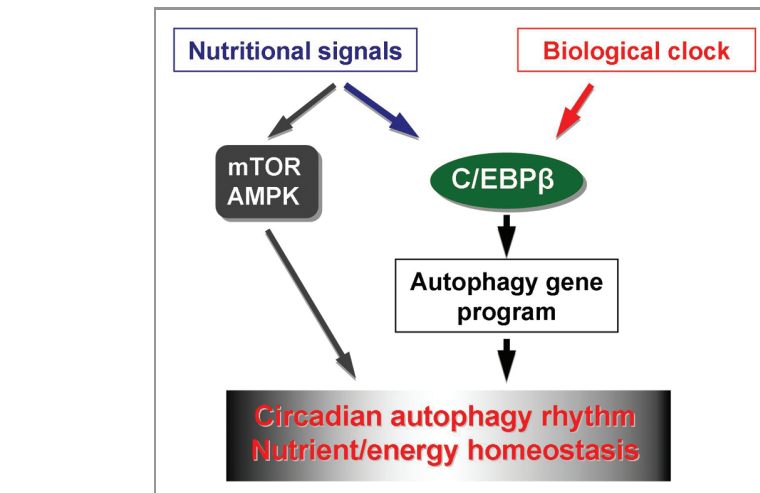 Nutritional signals
Biological clock
mTOR
AMPK
C/EBPβ
Autophagy gene
program
Circadian autophagy rhythm
Nutrient/energy homeostasis